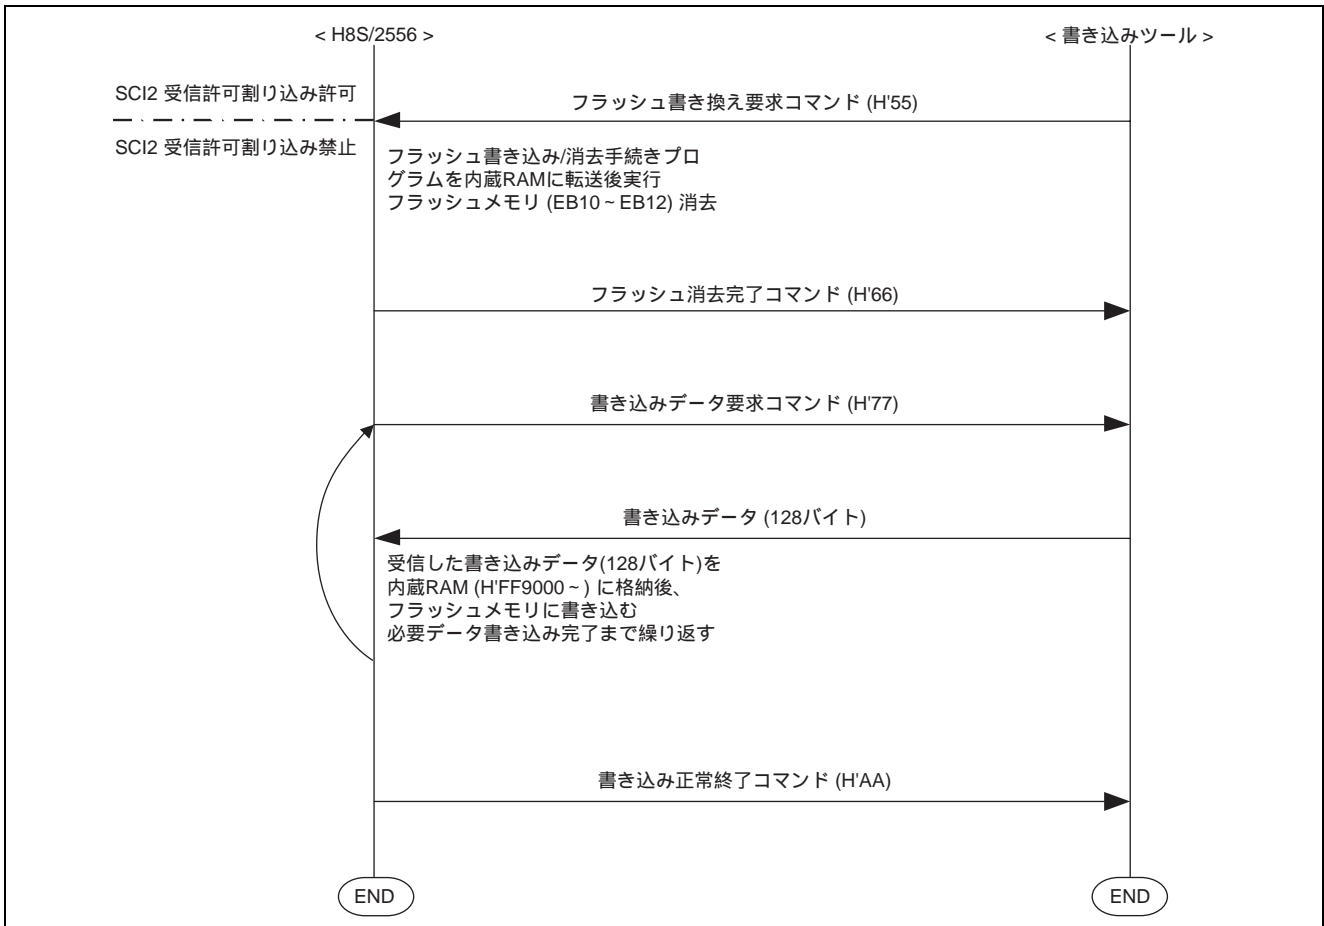 < H8S/2556 >
< 書き込みツール >
SCI2 受信許可割り込み許可
フラッシュ書き換え要求コマンド (H'55)
SCI2 受信許可割り込み禁止
フラッシュ書き込み/消去手続きプロ
グラムを内蔵RAMに転送後実行
フラッシュメモリ (EB10~EB12) 消去
フラッシュ消去完了コマンド (H'66)
書き込みデータ要求コマンド (H'77)
書き込みデータ (128バイト)
受信した書き込みデータ(128バイト)を
内蔵RAM (H'FF9000~) に格納後、
フラッシュメモリに書き込む
必要データ書き込み完了まで繰り返す
書き込み正常終了コマンド (H'AA)
END
END